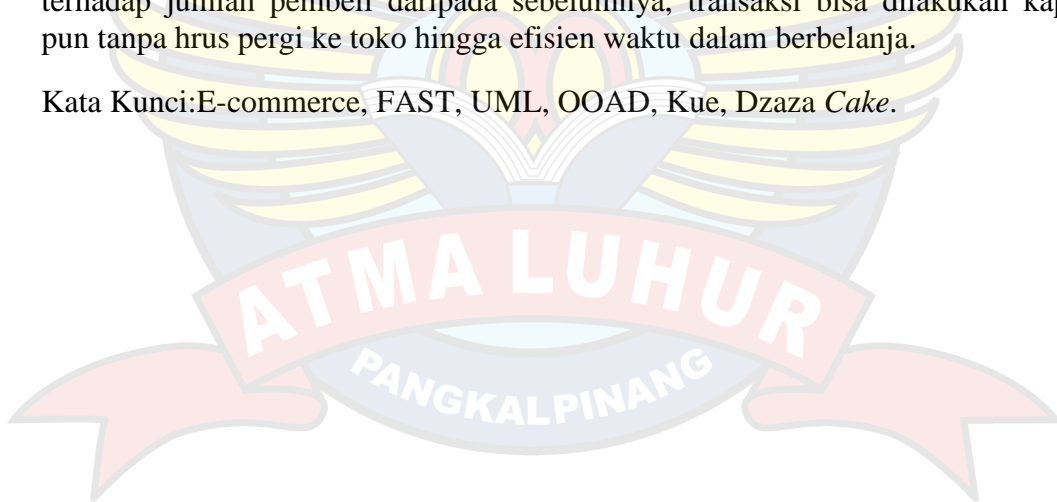 terhadap jumlah pembeli daripada sebelumnya, transaksi bisa dilakukan
pun tanpa hrus pergi ke toko hingga efisien waktu dalam berbelanja.
Kata Kunci:E-commerce, FAST, UML, OOAD, Kue, Dzaza Cake.
ATMA LUHUR
PANGKALPINANG